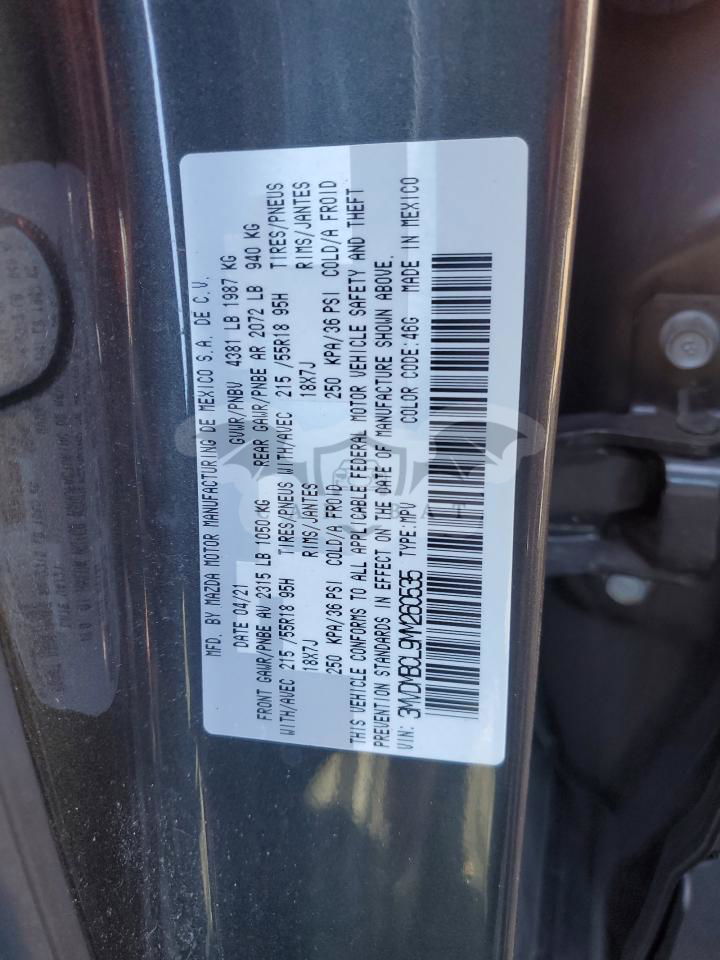 MFD. BY MAZDA MOTOR MANUFACTURING DE MEXICO S.A. DE C.V.
DATE 04/21 GVWR/PNBV 4381 LB 1987 KG
FRONT GAWR/PNBE AV 2315 LB 1050 KG REAR GAWR/PNBE AR 2072 LB 940 KG
WITH/AVEC 215 /55R18 95H TIRES/PNEUS WITH/AVEC 215 /55R18 95H TIRES/PNEUS
18X7J RIMS/JANTES 18X7J RIMS/JANTES
250 KPA/36 PSI COLD/A FROID 250 KPA/36 PSI COLD/A FROID
THIS VEHICLE CONFORMS TO ALL APPLICABLE FEDERAL MOTOR VEHICLE SAFETY AND THEFT
PREVENTION STANDARDS IN EFFECT ON THE DATE OF MANUFACTURE SHOWN ABOVE.
VIN: 3MVDMBCL9MM260535 TYPE:MPV COLOR CODE:46G MADE IN MEXICO